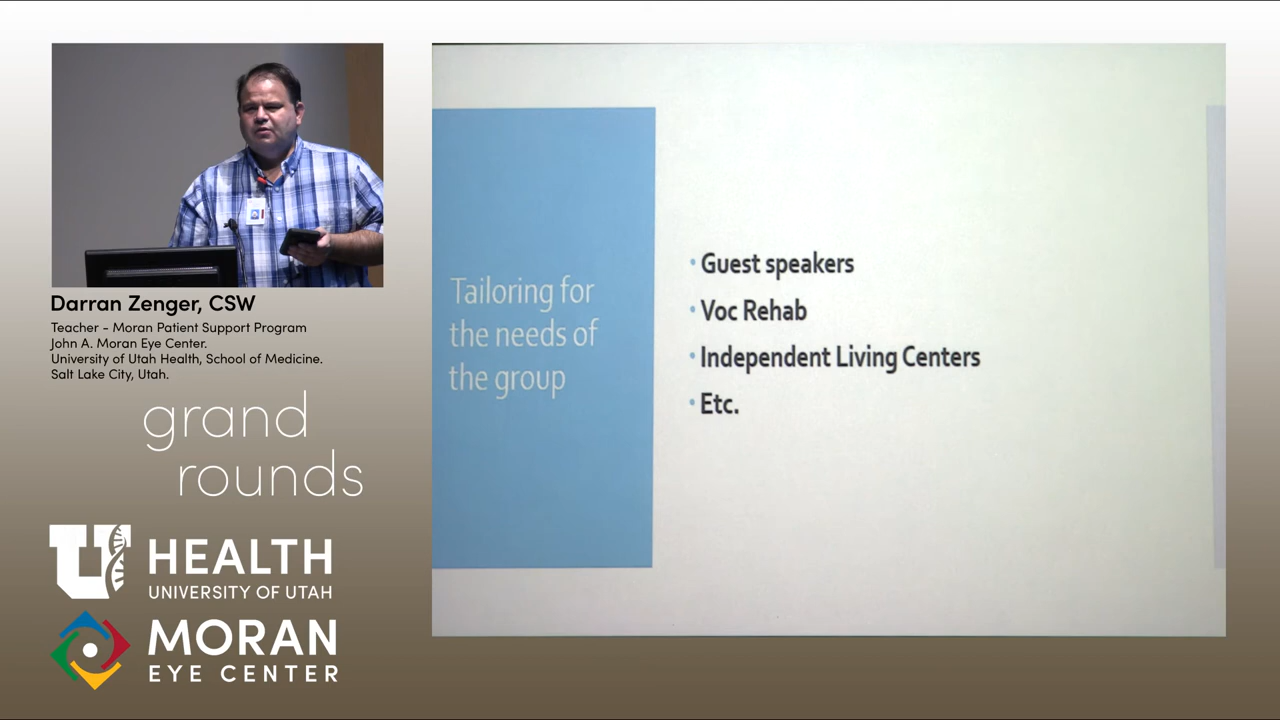 Darran Zenger, CSW
Teacher - Moran Patient Support Program
John A. Moran Eye Center.
University of Utah Health, School of Medicine.
Salt Lake City, Utah.
grand
rounds
U HEALTH
UNIVERSITY OF UTAH
MORAN
EYE CENTER
Tailoring for
the needs of
the group
• Guest speakers
• Voc Rehab
• Independent Living Centers
• Etc.